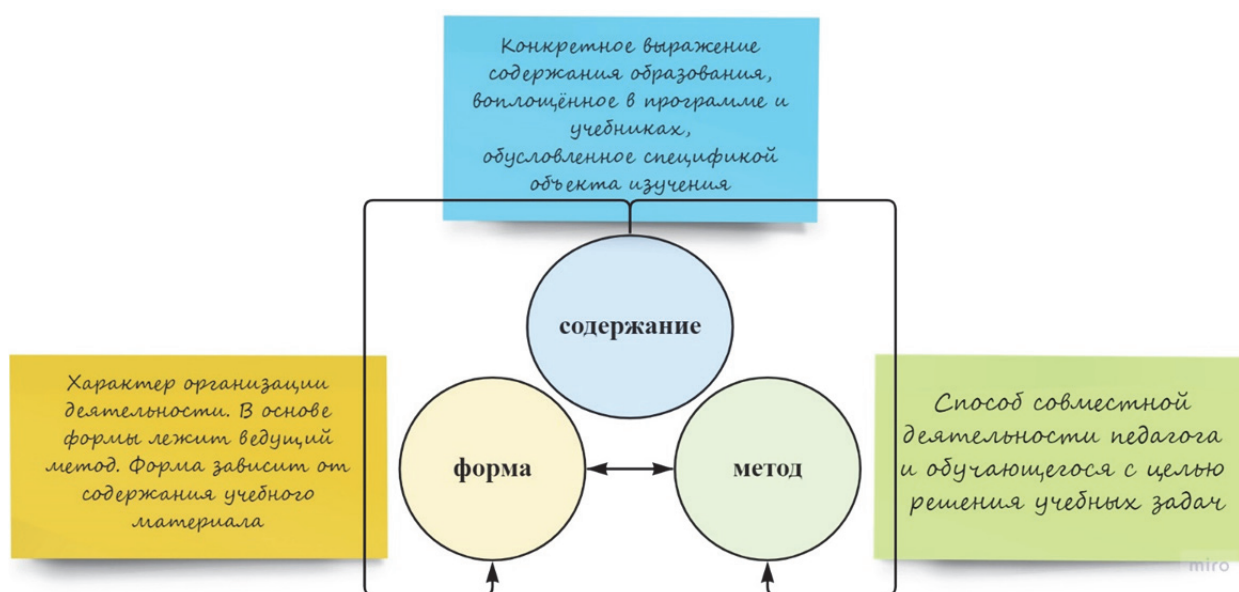 Конкретное выражение
содержания образования,
воплощённое в программе и
учебниках,
обусловленное спецификой
объекта изучения
содержание
Характер организации
деятельности. В основе
формы лежит ведущий
метод. Форма зависит от
содержания учебного
материала
форма
метод
Способ совместной
деятельности педагога
и обучающегося с целью
решения учебных задач
miro